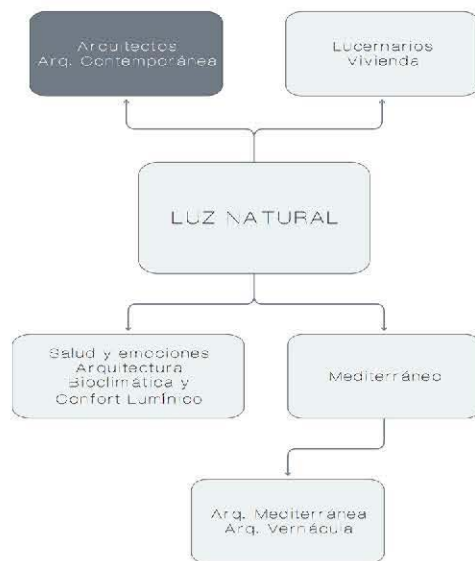 Arquitectos
Arq. Contemporánea
Lucernarios
Vivienda
LUZ NATURAL
Salud y emociones
Arquitectura
Bioclimática y
Confort Lumínico
Mediterráneo
Arq. Mediterránea
Arq. Vernácula